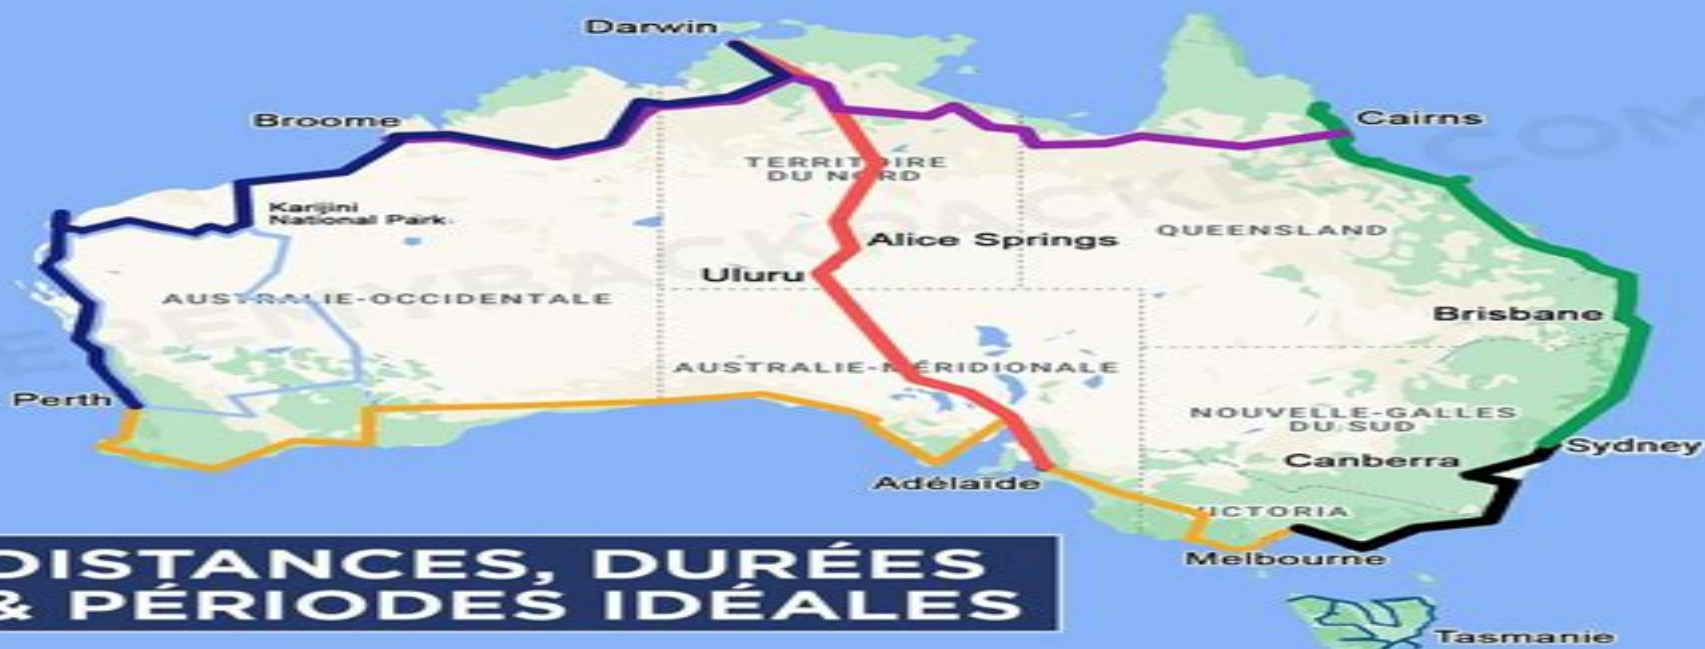 Darwin
Cairns
Broome
TERRITOIRE
DU NORD
Karijini
National Park
QUEENSLAND
Alice Springs
Uluru
AUSTRALIE-OCCIDENTALE
Brisbane
AUSTRALIE-MÉRIDIONALE
Perth
NOUVELLE-GALLES
DU SUD
Sydney
Canberra
Adélaïde
VICTORIA
Melbourne
DISTANCES, DURÉES
& PÉRIODES IDÉALES
Tasmanie